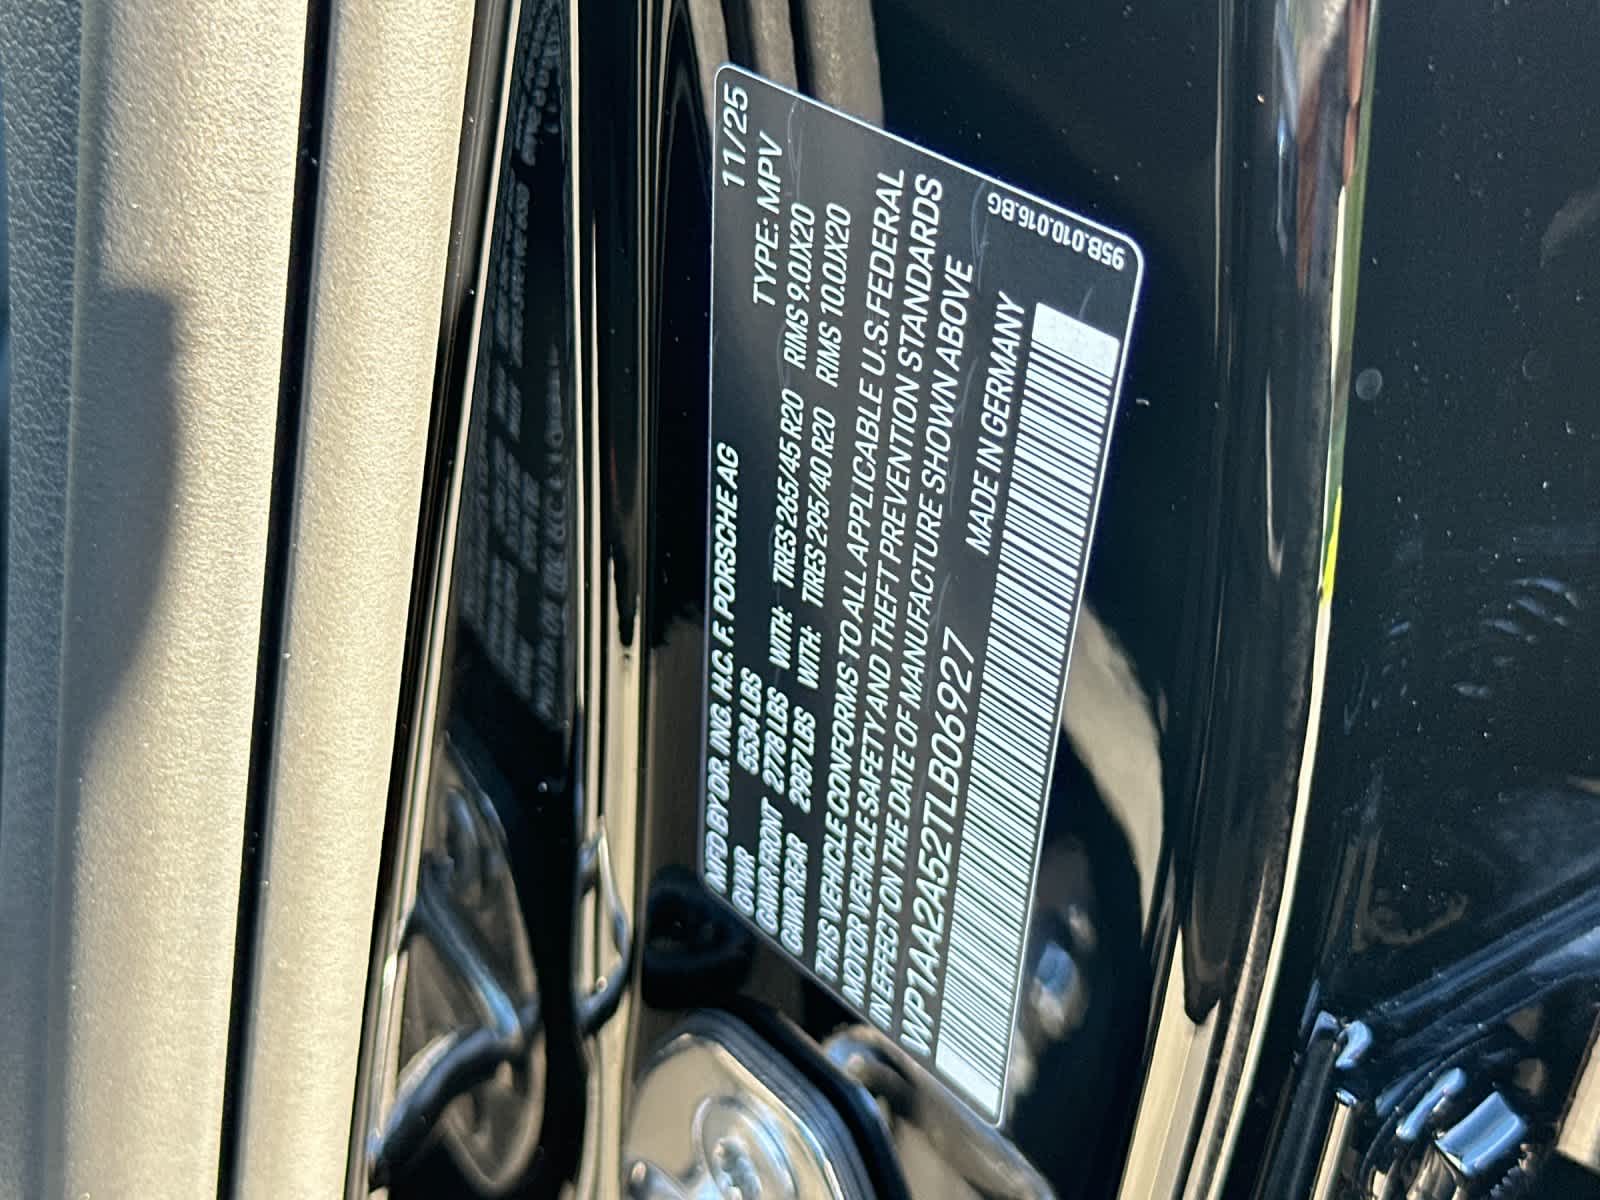 MFD BY DR. ING. H.C. F. PORSCHE AG 11/25
GVWR 5534 LBS TYPE: MPV
GAWR FRONT 2778 LBS WITH: TIRES 265/45 R20 RIMS 9.0JX20
GAWR REAR 2987 LBS WITH: TIRES 295/40 R20 RIMS 10.0JX20
THIS VEHICLE CONFORMS TO ALL APPLICABLE U.S. FEDERAL
MOTOR VEHICLE SAFETY AND THEFT PREVENTION STANDARDS
IN EFFECT ON THE DATE OF MANUFACTURE SHOWN ABOVE
WP1AA2A52TLB06927 MADE IN GERMANY
95B.010.016.BG